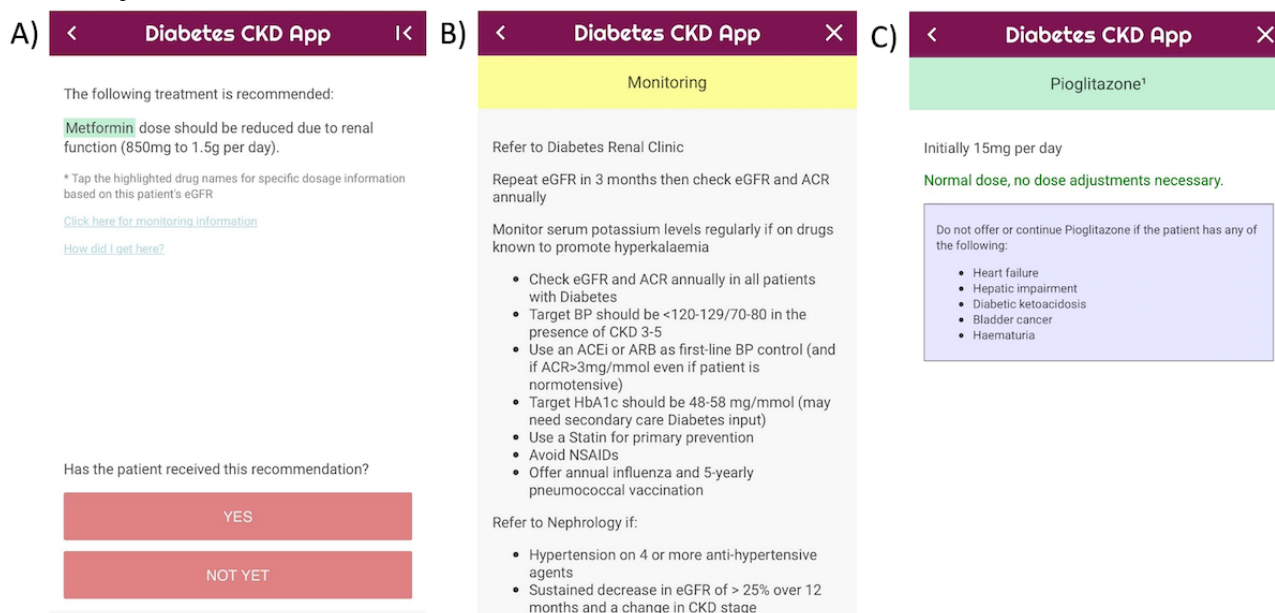 A)
Diabetes CKD App
The following treatment is recommended:
Metformin dose should be reduced due to renal
function (850mg to 1.5g per day).
* Tap the highlighted drug names for specific dosage information
based on this patient's eGFR
Click here for monitoring information
How did I get here?
Has the patient received this recommendation?
YES
NOT YET
B)
Diabetes CKD App
Monitoring
Refer to Diabetes Renal Clinic
Repeat eGFR in 3 months then check eGFR and ACR
annually
Monitor serum potassium levels regularly if on drugs
known to promote hyperkalaemia
• Check eGFR and ACR annually in all patients
with Diabetes
• Target BP should be <120-129/70-80 in the
presence of CKD 3-5
• Use an ACEi or ARB as first-line BP control (and
if ACR>3mg/mmol even if patient is
normotensive)
• Target HbA1c should be 48-58 mg/mmol (may
need secondary care Diabetes input)
• Use a Statin for primary prevention
• Avoid NSAIDs
• Offer annual influenza and 5-yearly
pneumococcal vaccination
Refer to Nephrology if:
• Hypertension on 4 or more anti-hypertensive
agents
• Sustained decrease in eGFR of > 25% over 12
months and a change in CKD stage
C)
Diabetes CKD App
Pioglitazone¹
Initially 15mg per day
Normal dose, no dose adjustments necessary.
Do not offer or continue Pioglitazone if the patient has any of
the following:
• Heart failure
• Hepatic impairment
• Diabetic ketoacidosis
• Bladder cancer
• Haematuria